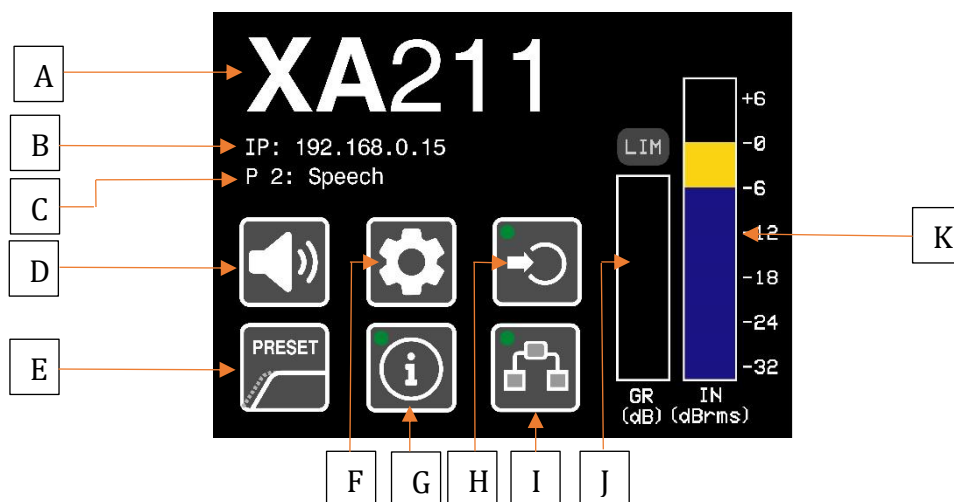 A
B
C
D
E
F
G
H
I
J
K
XA211
IP: 192.168.0.15
P 2: Speech
PRESET
i
LIM
+6
-0
-6
-12
-18
-24
-32
GR
(dB)
IN
(dBrms)